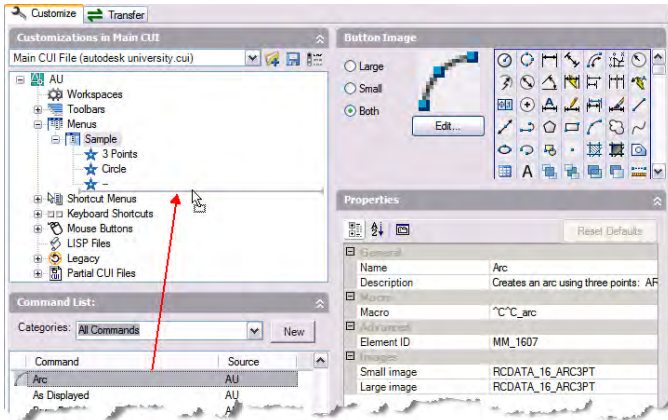 Customize
Transfer
Customizations in Main CUI
Main CUI File (autodesk university.cui)
AU
Workspaces
Toolbars
Menus
Sample
3 Points
Circle
--
Shortcut Menus
Keyboard Shortcuts
Mouse Buttons
LISP Files
Legacy
Partial CUI Files
Command List:
Categories: All Commands
New
Command Source
Arc AU
As Displayed AU
Button Image
Large
Small
Both
Edit...
Properties
Reset Defaults
General
Name Arc
Description Creates an arc using three points: AR
Macro
Macro ^C^C_arc
Advanced
Element ID MM_1607
Images
Small image RCDATA_16_ARC3PT
Large image RCDATA_16_ARC3PT